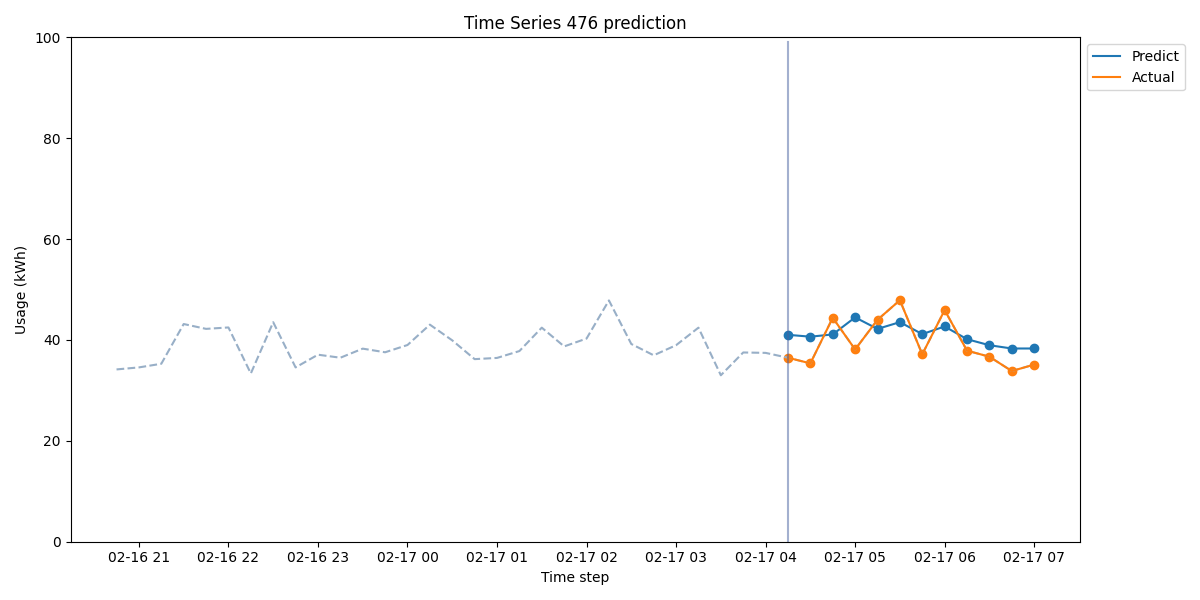 Time Series 476 prediction
100
80
60
40
20
0
Usage (kWh)
02-16 21 02-16 22 02-16 23 02-17 00 02-17 01 02-17 02 02-17 03 02-17 04 02-17 05 02-17 06 02-17 07
Time step
Predict
Actual